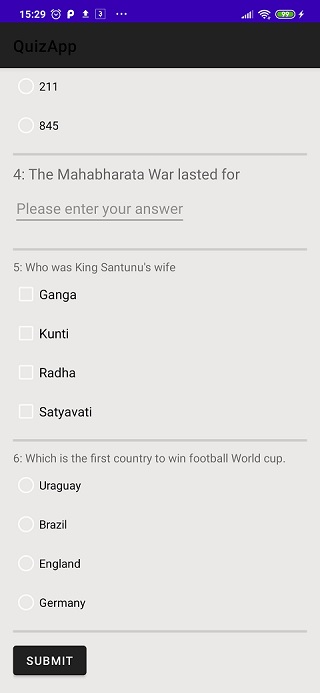 15:29
99
QuizApp
211
845
4: The Mahabharata War lasted for
Please enter your answer
5: Who was King Santunu's wife
Ganga
Kunti
Radha
Satyavati
6: Which is the first country to win football World cup.
Uraguay
Brazil
England
Germany
SUBMIT